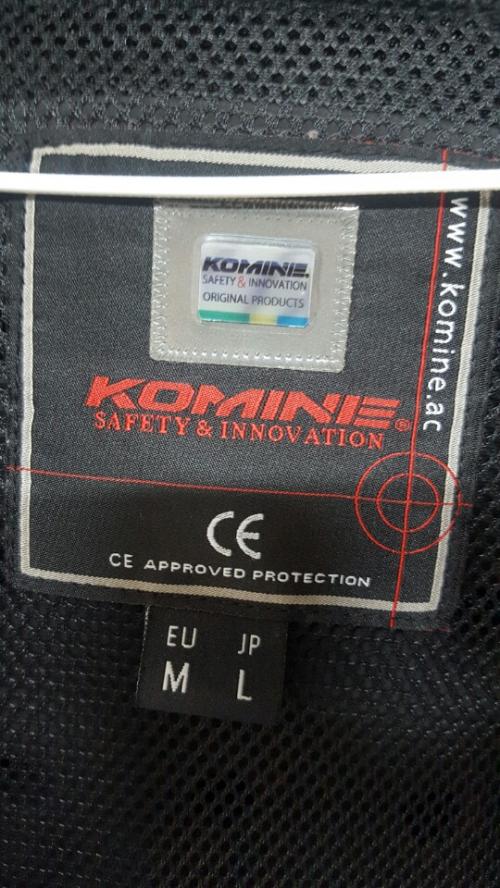 KOMINE.
SAFETY & INNOVATION
ORIGINAL PRODUCTS
KOMINE®
SAFETY & INNOVATION
www.komine.ac
CE
CE APPROVED PROTECTION
EU JP
M L